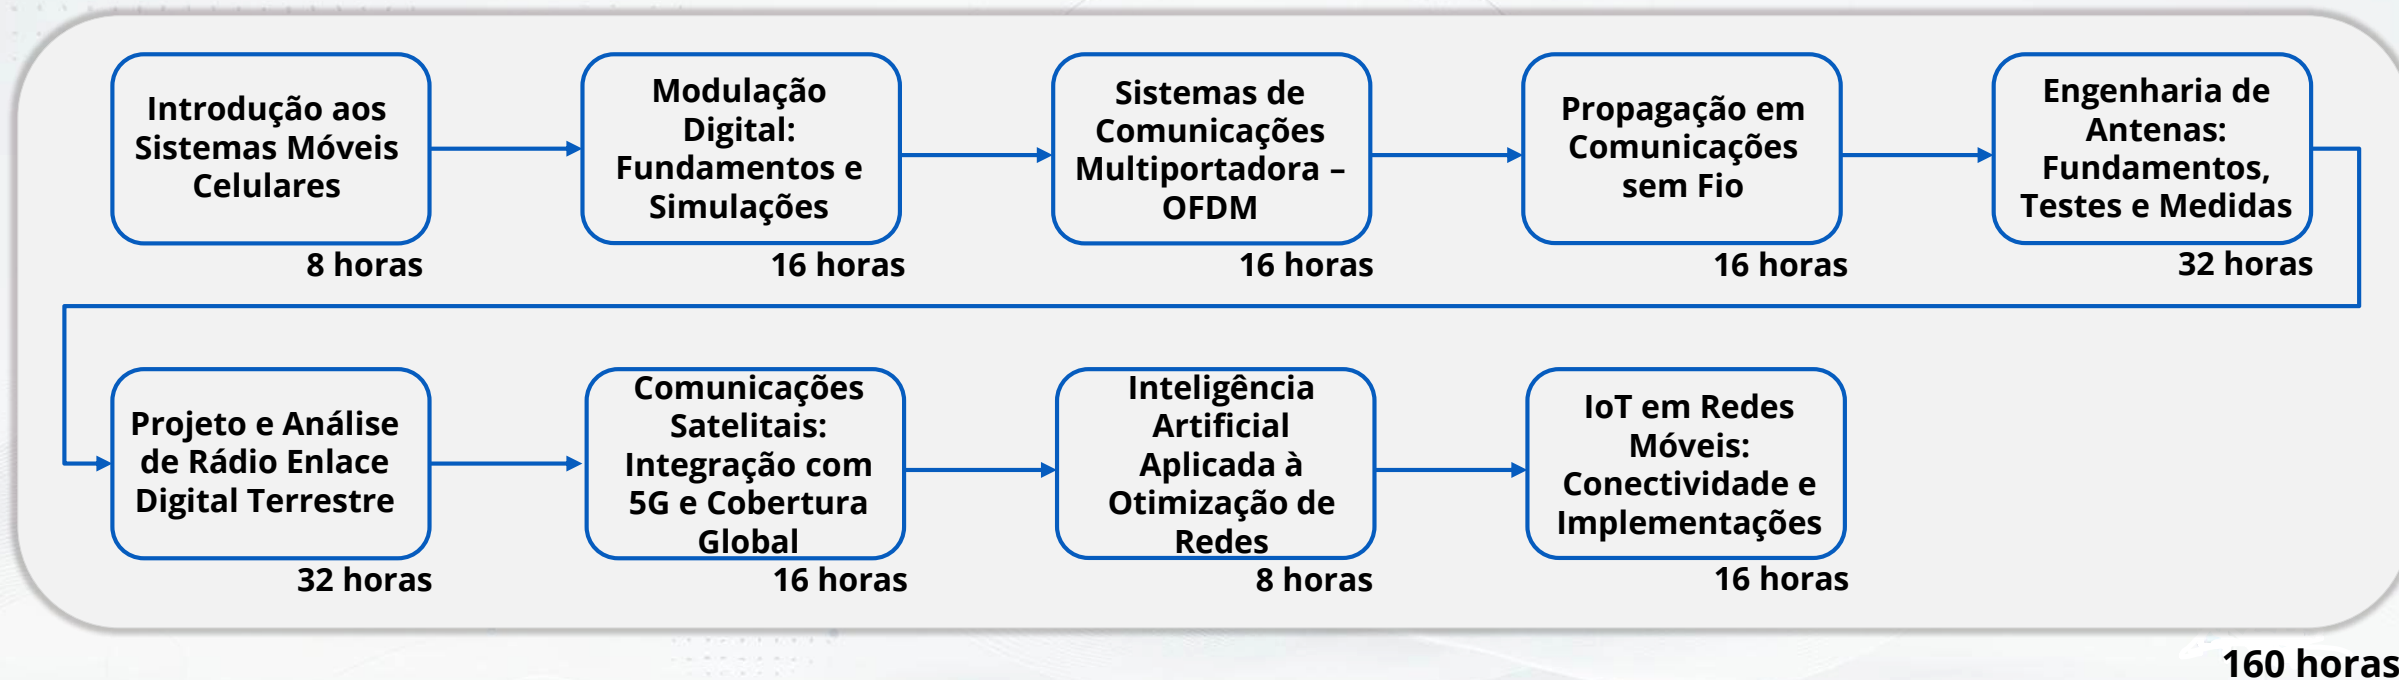 Introdução aos
Sistemas Móveis
Celulares
8 horas
Modulação
Digital:
Fundamentos e
Simulações
16 horas
Sistemas de
Comunicações
Multiportadora –
OFDM
16 horas
Propagação em
Comunicações
sem Fio
16 horas
Engenharia de
Antenas:
Fundamentos,
Testes e Medidas
32 horas
Projeto e Análise
de Rádio Enlace
Digital Terrestre
32 horas
Comunicações
Satelitais:
Integração com
5G e Cobertura
Global
16 horas
Inteligência
Artificial
Aplicada à
Otimização de
Redes
8 horas
IoT em Redes
Móveis:
Conectividade e
Implementações
16 horas
160 horas